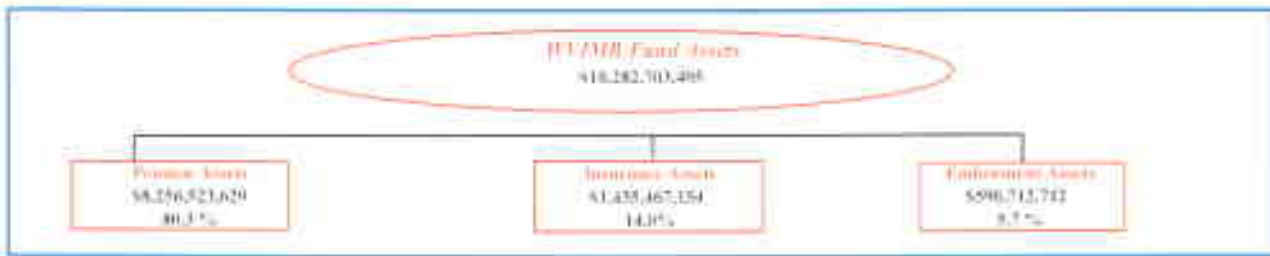 WVIMB Fund Assets
$10,282,703,495
Pension Assets
$8,256,523,629
80.3 %
Insurance Assets
$1,435,467,154
14.0%
Endowment Assets
$590,712,712
5.7 %